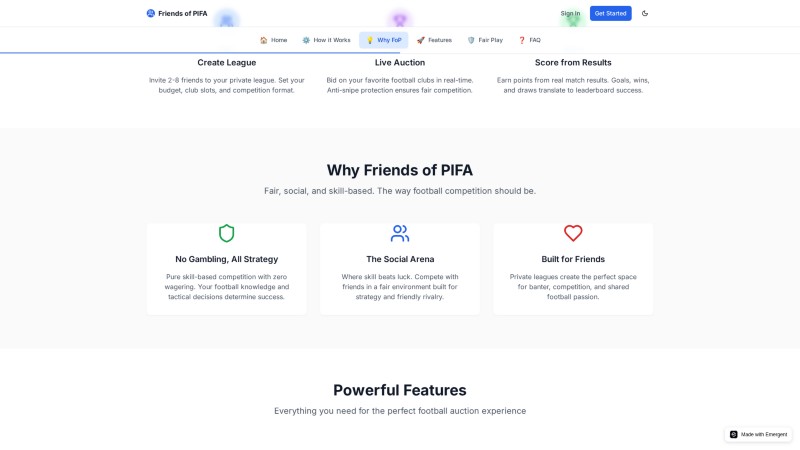 Friends of PIFA
Sign In
Get Started
Home
How it Works
Why FoP
Features
Fair Play
FAQ
Create League
Invite 2-8 friends to your private league. Set your
budget, club slots, and competition format.
Live Auction
Bid on your favorite football clubs in real-time.
Anti-snipe protection ensures fair competition.
Score from Results
Earn points from real match results. Goals, wins,
and draws translate to leaderboard success.
Why Friends of PIFA
Fair, social, and skill-based. The way football competition should be.
No Gambling, All Strategy
Pure skill-based competition with zero
wagering. Your football knowledge and
tactical decisions determine success.
The Social Arena
Where skill beats luck. Compete with
friends in a fair environment built for
strategy and friendly rivalry.
Built for Friends
Private leagues create the perfect space
for banter, competition, and shared
football passion.
Powerful Features
Everything you need for the perfect football auction experience
Made with Emergent